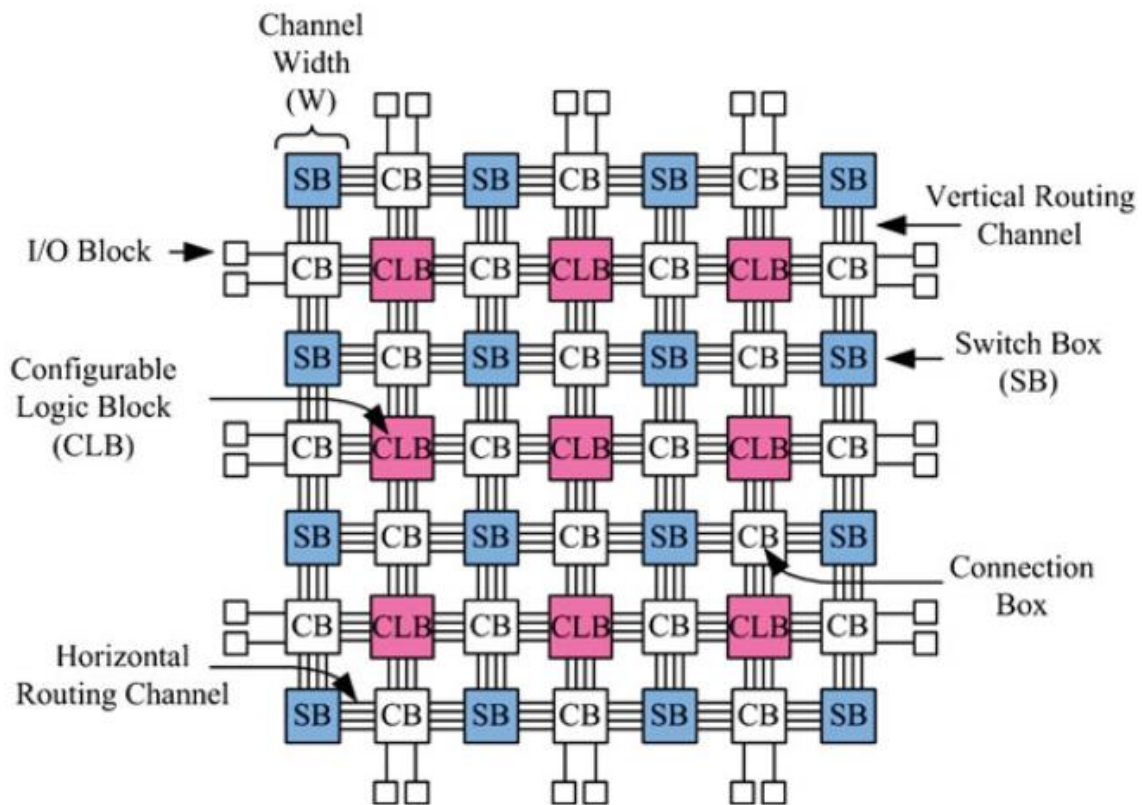 Channel
Width
(W)
SB CB SB CB SB CB SB
Vertical Routing
Channel
I/O Block
CB CLB CB CLB CB CLB CB
SB CB SB CB SB CB SB
Switch Box
(SB)
Configurable
Logic Block
(CLB)
CB CLB CB CLB CB CLB CB
SB CB SB CB SB CB SB
Connection
Box
CB CLB CB CLB CB CLB CB
Horizontal
Routing Channel
SB CB SB CB SB CB SB